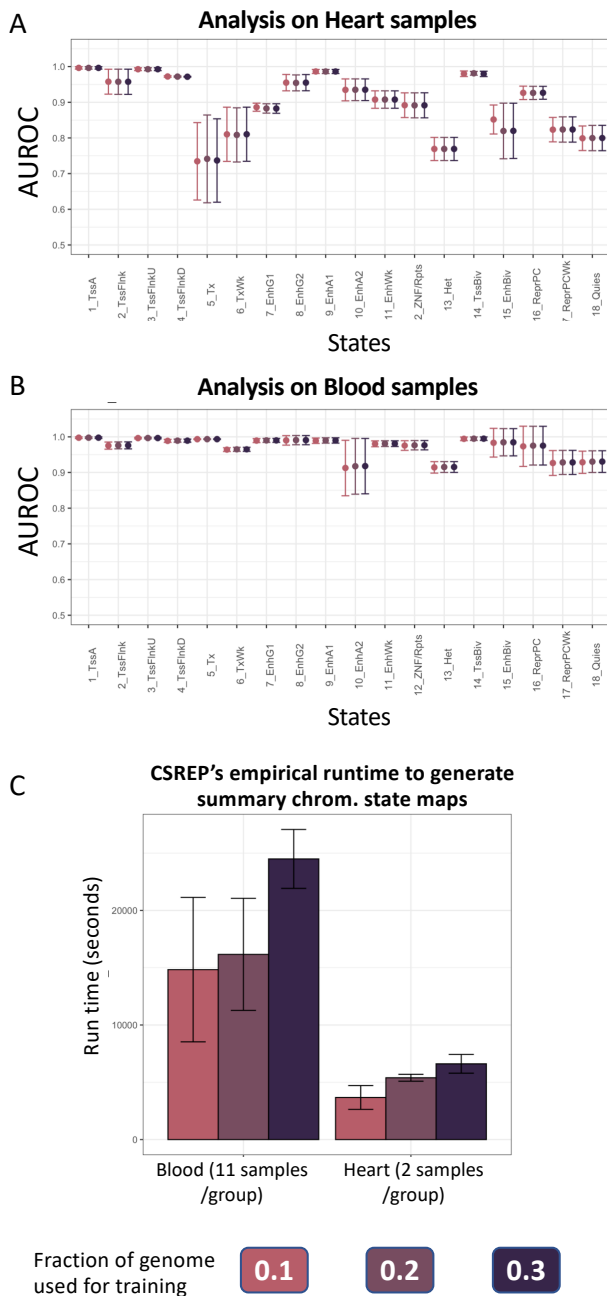 A
Analysis on Heart samples
AUROC
1.0
0.9
0.8
0.7
0.6
0.5
1_TssA
2_TssFlnk
3_TssFlnkU
4_TssFlnkD
5_Tx
6_TxWk
7_EnhG1
8_EnhG2
9_EnhA1
10_EnhA2
11_EnhWk
2_ZNF/Rpts
13_Het
14_TssBiv
15_EnhBiv
16_ReprPC
7_ReprPCWk
18_Quies
States
B
Analysis on Blood samples
AUROC
1.0
0.9
0.8
0.7
0.6
0.5
1_TssA
2_TssFlnk
3_TssFlnkU
4_TssFlnkD
5_Tx
6_TxWk
7_EnhG1
8_EnhG2
9_EnhA1
10_EnhA2
11_EnhWk
12_ZNF/Rpts
13_Het
14_TssBiv
15_EnhBiv
16_ReprPC
17_ReprPCWk
18_Quies
States
C
CSREP's empirical runtime to generate
summary chrom. state maps
Run time (seconds)
20000
10000
0
Blood (11 samples
/group)
Heart (2 samples
/group)
Fraction of genome
used for training
0.1
0.2
0.3